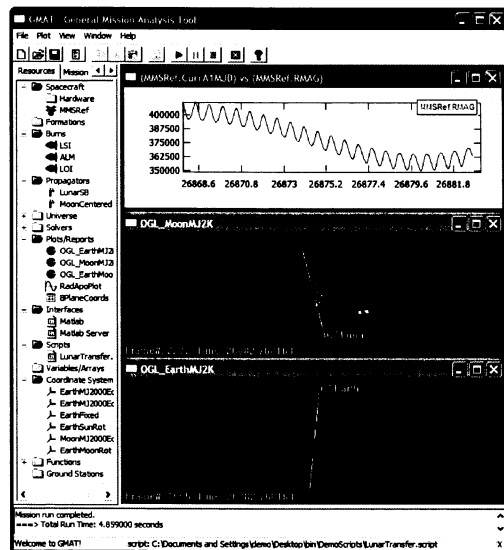 GMAT - General Mission Analysis Tool
File Plot View Window Help
Resources Mission
Spacecraft
Hardware
MMSRef
Formations
Burns
LSI
ALM
LOI
Propagators
LunarSB
MoonCentered
Universe
Solvers
Plots/Reports
OGL_EarthMJ2
OGL_MoonMJ2
OGL_EarthMoo
RadApoPlot
BPlaneCoords
Interfaces
Matlab
Matlab Server
Scripts
LunarTransfer.
Variables/Arrays
Coordinate System
EarthMJ2000Ec
EarthFixed
EarthSunRot
MoonMJ2000Ec
EarthMoonRot
Functions
Ground Stations
(MMSRef.CurrA1MJD) vs (MMSRef.RMAG)
MMSRef.RMAG
400000
387500
375000
362500
350000
26868.6 26870.8 26873 26875.2 26877.4 26879.6 26881.8
OGL_MoonMJ2K
OGL_EarthMJ2K
Mission run completed.
===> Total Run Time: 4.859000 seconds
Welcome to GMAT! script: C:\Documents and Settings\demo\Desktop\bin\DemoScripts\LunarTransfer.script